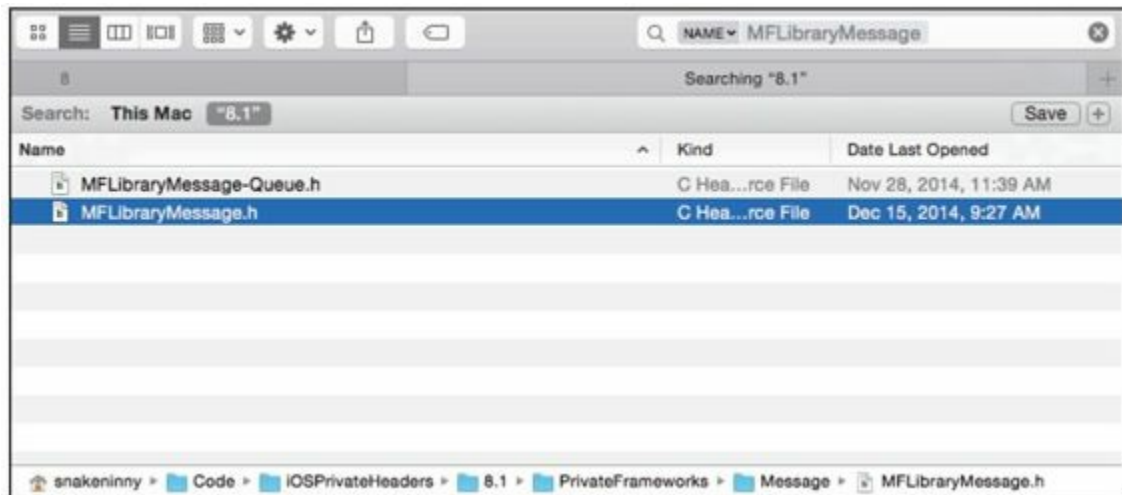 NAME MFLibraryMessage
8 Searching "8.1"
Search: This Mac "8.1" Save
Name Kind Date Last Opened
MFLibraryMessage-Queue.h C Hea...rce File Nov 28, 2014, 11:39 AM
MFLibraryMessage.h C Hea...rce File Dec 15, 2014, 9:27 AM
snakeninny ▸ Code ▸ iOSPrivateHeaders ▸ 8.1 ▸ PrivateFrameworks ▸ Message ▸ MFLibraryMessage.h